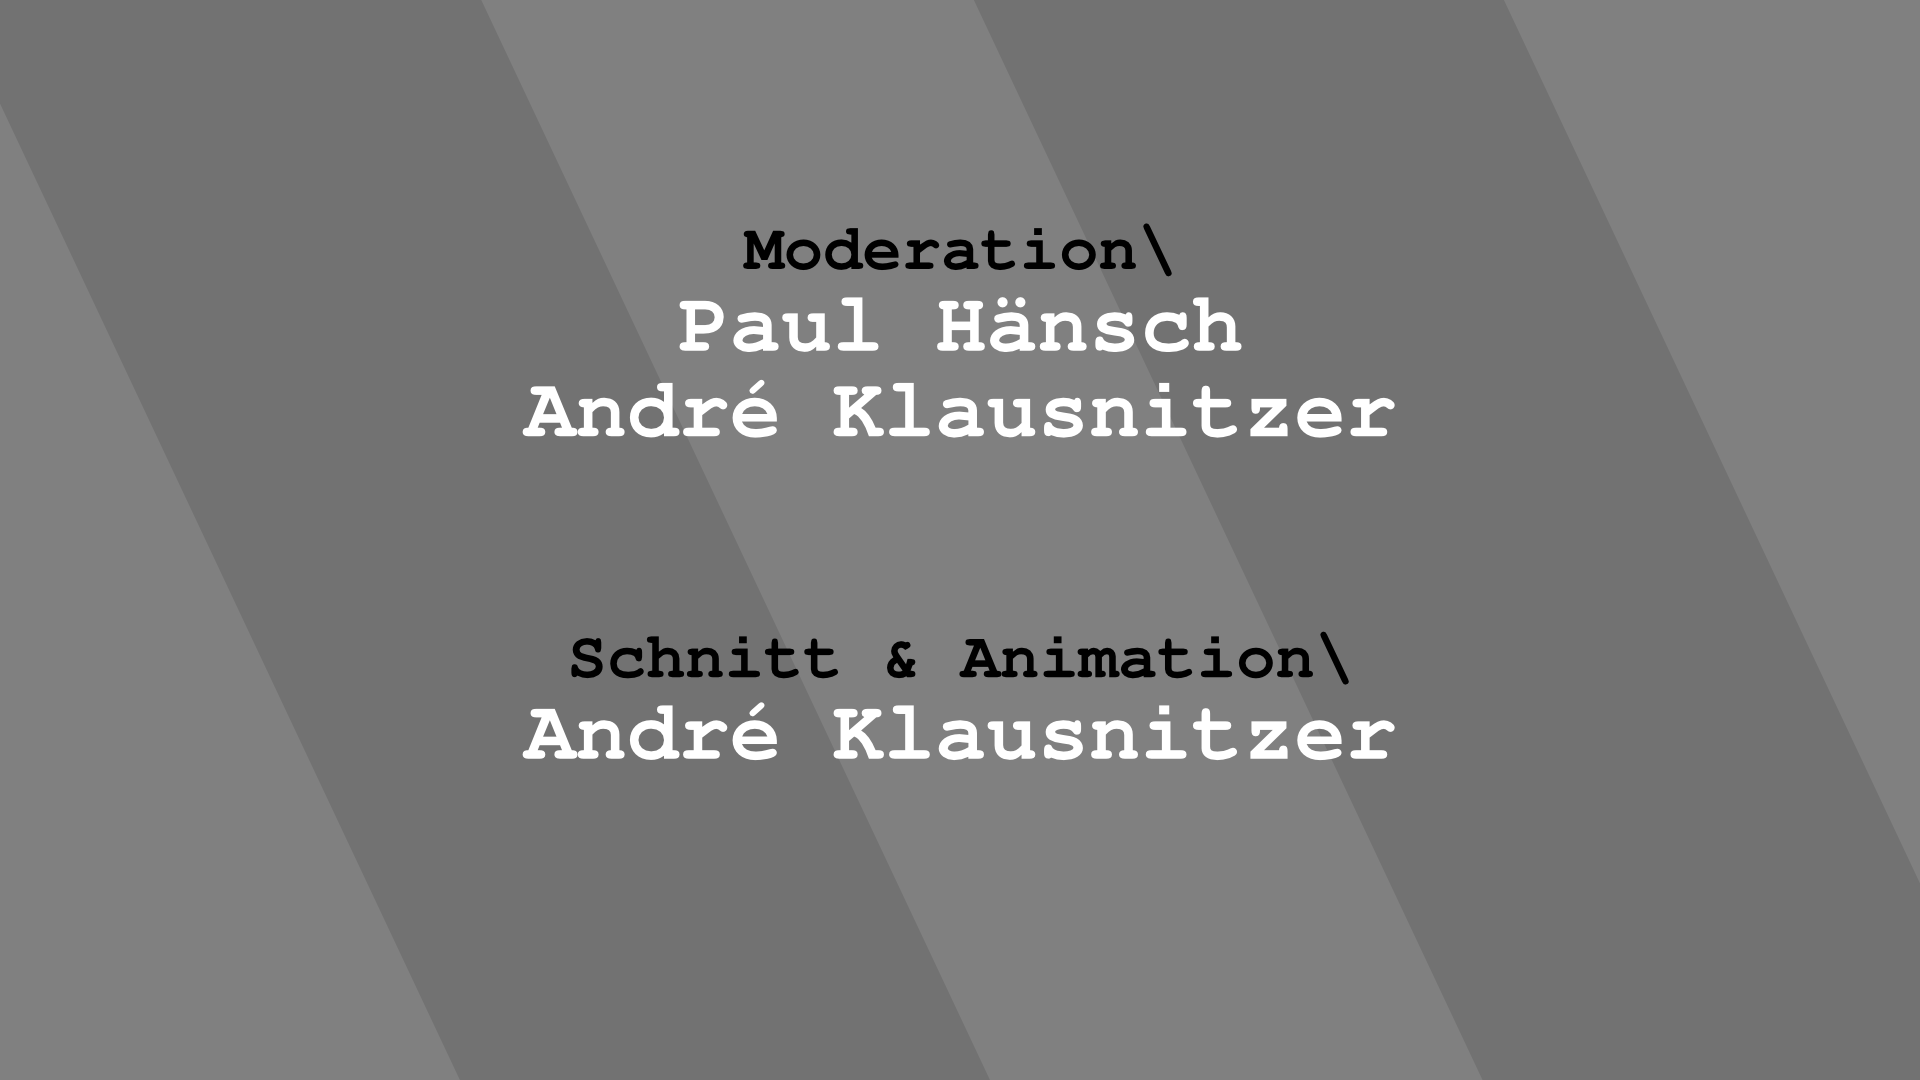 Moderation\
Paul Hänsch
André Klausnitzer
Schnitt & Animation\
André Klausnitzer